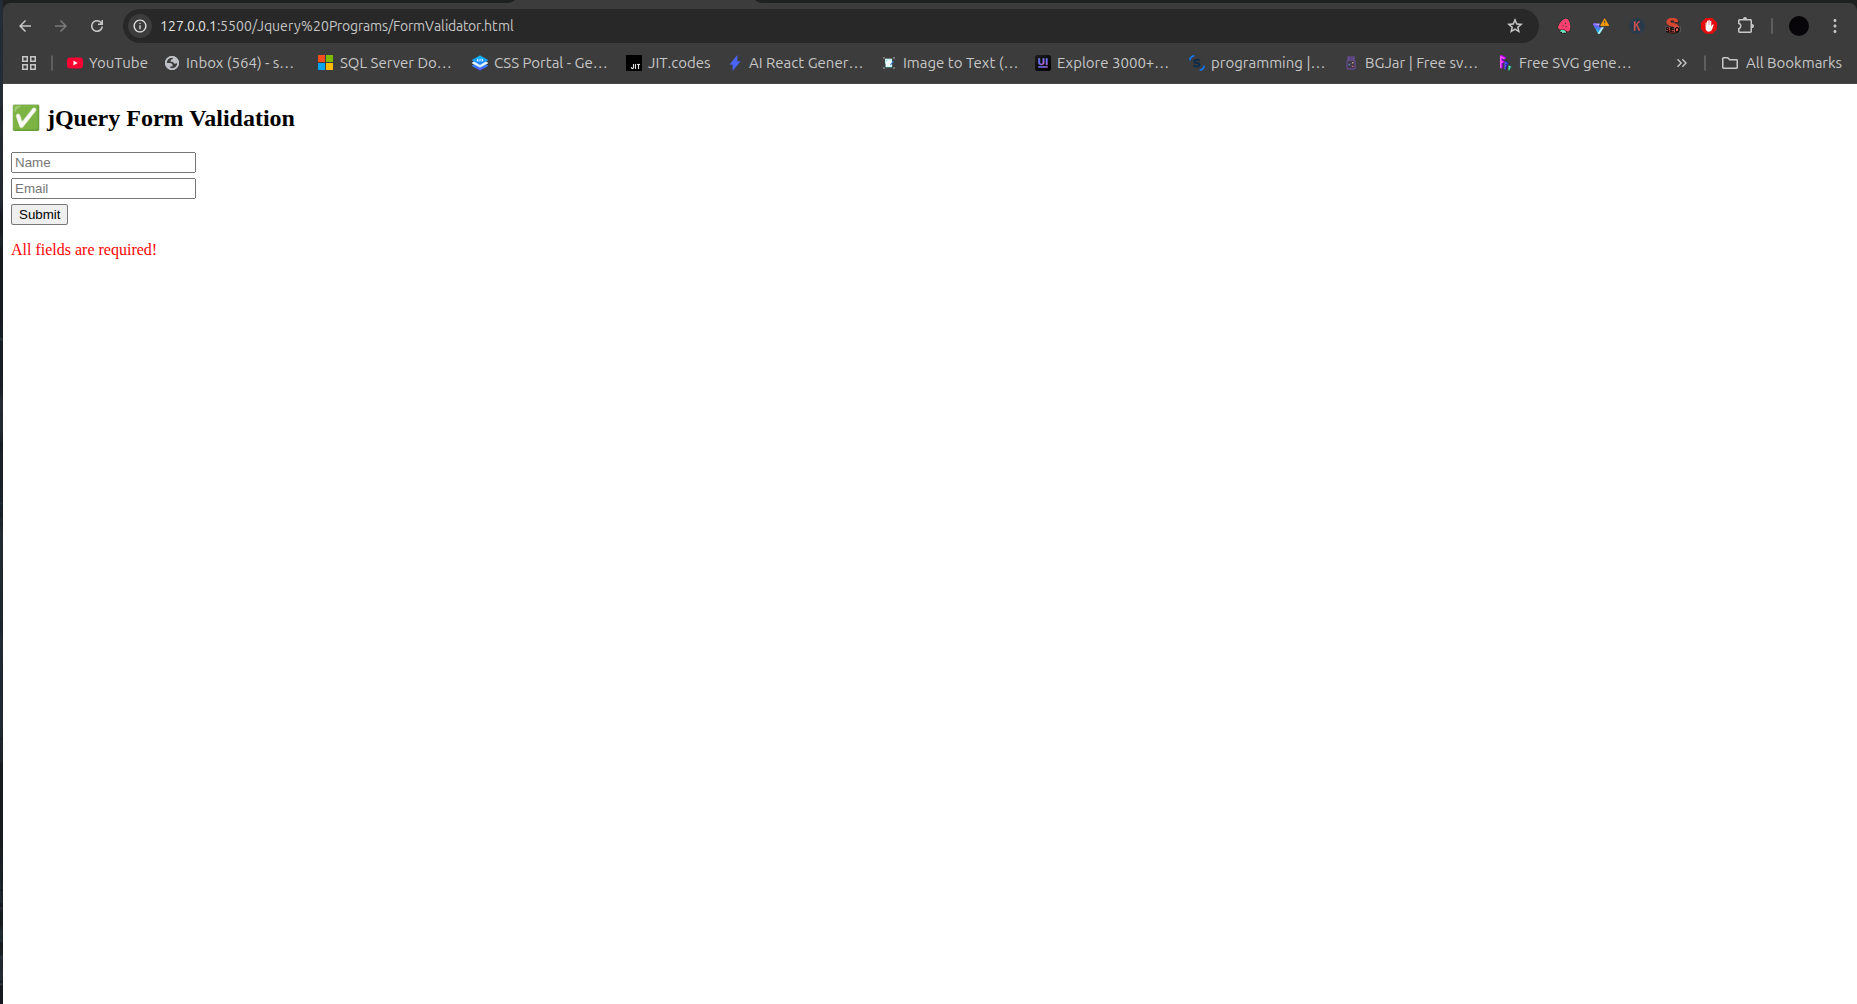 127.0.0.1:5500/Jquery%20Programs/FormValidator.html
YouTube Inbox (564) - s... SQL Server Do... CSS Portal - Ge... JIT JIT.codes AI React Gener... Image to Text (... UI Explore 3000+... programming |... BGJar | Free sv... Free SVG gene... All Bookmarks
✅ jQuery Form Validation
Name
Email
Submit
All fields are required!